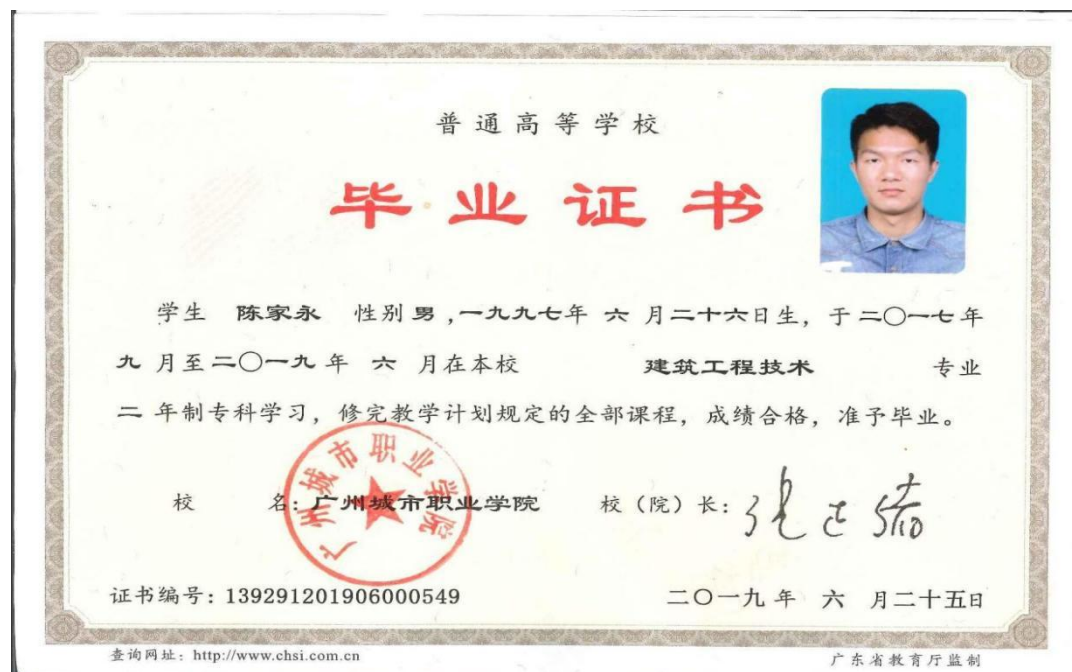 普通高等学校
毕业证书
学生 陈家永 性别 男 ,一九九七年 六 月二十六日生，于二〇一七年
九 月至二〇一九 年 六 月在本校 建筑工程技术 专业
二 年制专科学习，修完教学计划规定的全部课程，成绩合格，准予毕业。
广州城市职业学院
校 名：广州城市职业学院 校（院）长：
证书编号：139291201906000549 二〇一九 年 六 月二十五日
查询网址：http://www.chsi.com.cn 广东省教育厅监制